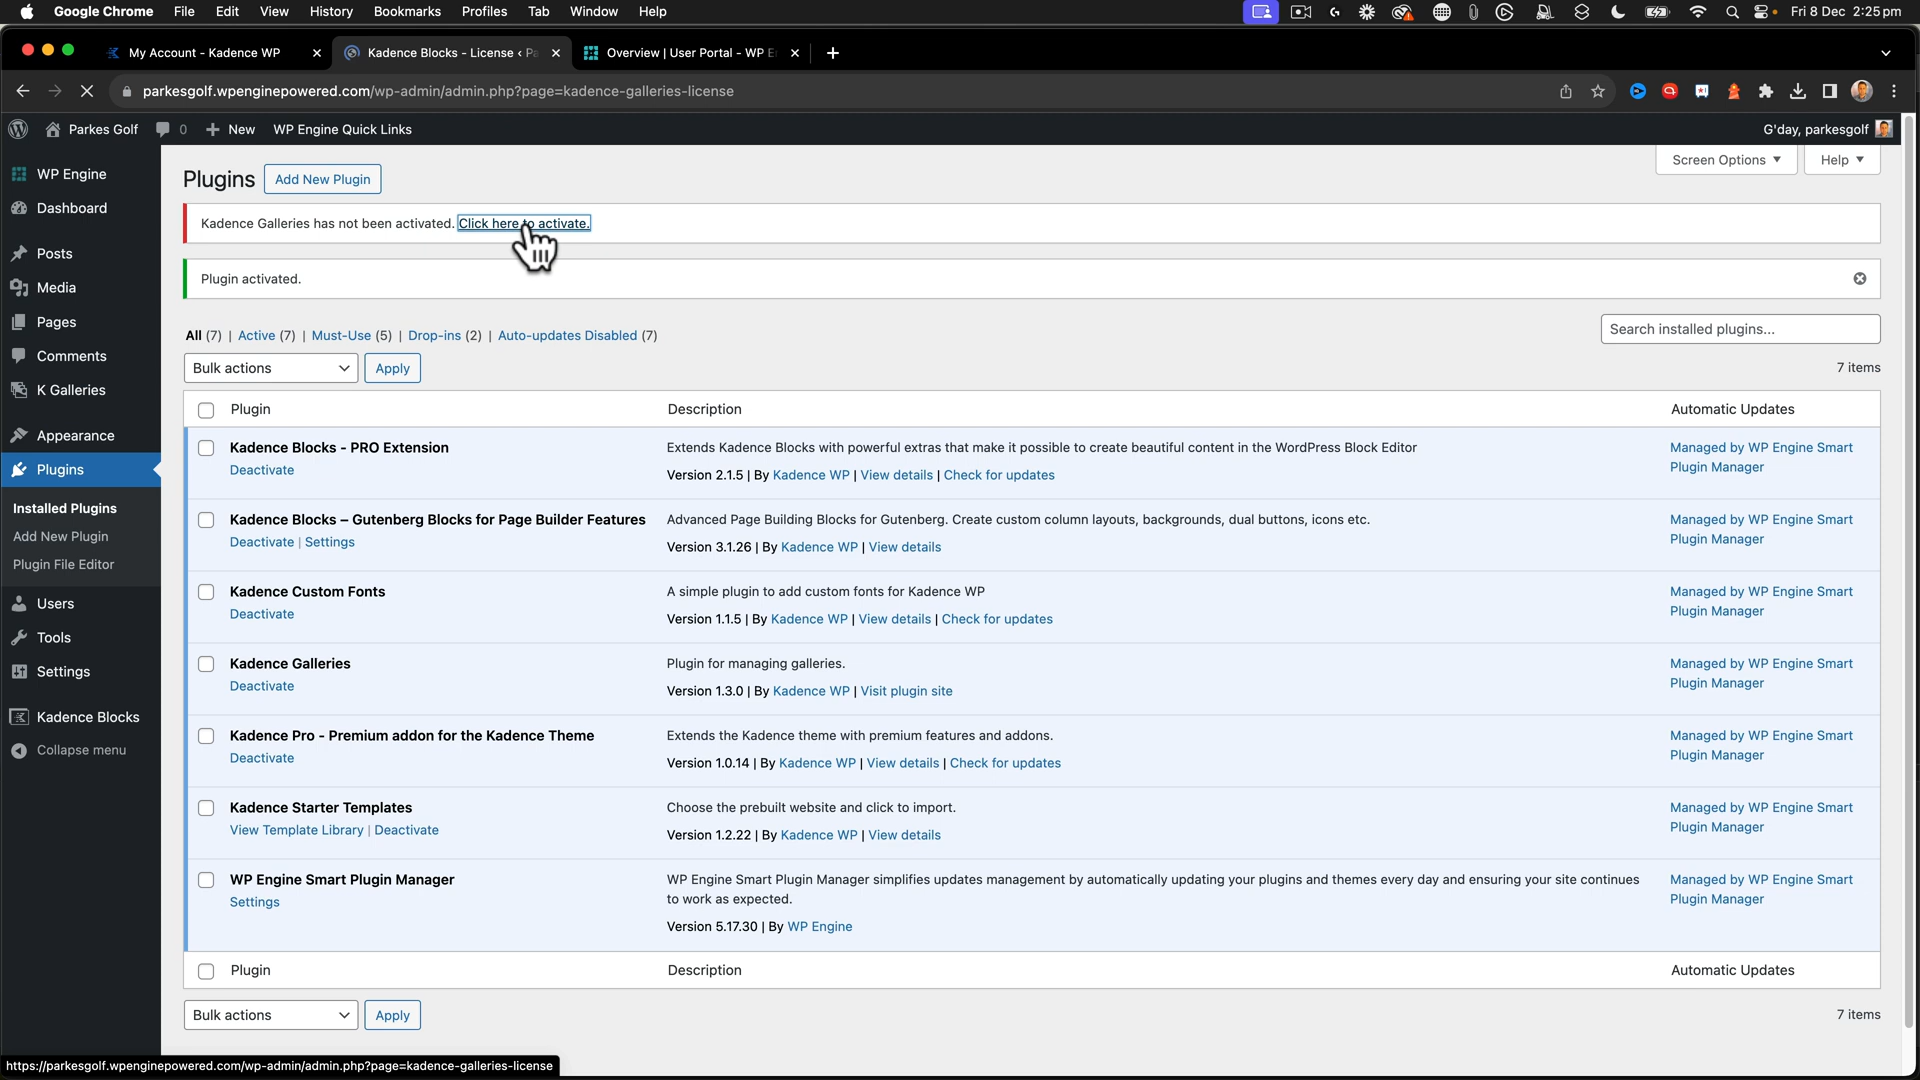 Google Chrome File Edit View History Bookmarks Profiles Tab Window Help Fri 8 Dec 2:25pm
My Account - Kadence WP Kadence Blocks - License ‹ Pa Overview | User Portal - WP E
parkesgolf.wpenginepowered.com/wp-admin/admin.php?page=kadence-galleries-license
Parkes Golf 0 New WP Engine Quick Links G'day, parkesgolf
Screen Options Help
WP Engine
Dashboard
Posts
Media
Pages
Comments
K Galleries
Appearance
Plugins
Installed Plugins
Add New Plugin
Plugin File Editor
Users
Tools
Settings
Kadence Blocks
Collapse menu
Plugins Add New Plugin
Kadence Galleries has not been activated. Click here to activate.
Plugin activated.
All (7) | Active (7) | Must-Use (5) | Drop-ins (2) | Auto-updates Disabled (7)
Search installed plugins...
Bulk actions Apply 7 items
Plugin Description Automatic Updates
Kadence Blocks - PRO Extension
Deactivate
Extends Kadence Blocks with powerful extras that make it possible to create beautiful content in the WordPress Block Editor
Version 2.1.5 | By Kadence WP | View details | Check for updates
Managed by WP Engine Smart
Plugin Manager
Kadence Blocks – Gutenberg Blocks for Page Builder Features
Deactivate | Settings
Advanced Page Building Blocks for Gutenberg. Create custom column layouts, backgrounds, dual buttons, icons etc.
Version 3.1.26 | By Kadence WP | View details
Managed by WP Engine Smart
Plugin Manager
Kadence Custom Fonts
Deactivate
A simple plugin to add custom fonts for Kadence WP
Version 1.1.5 | By Kadence WP | View details | Check for updates
Managed by WP Engine Smart
Plugin Manager
Kadence Galleries
Deactivate
Plugin for managing galleries.
Version 1.3.0 | By Kadence WP | Visit plugin site
Managed by WP Engine Smart
Plugin Manager
Kadence Pro - Premium addon for the Kadence Theme
Deactivate
Extends the Kadence theme with premium features and addons.
Version 1.0.14 | By Kadence WP | View details | Check for updates
Managed by WP Engine Smart
Plugin Manager
Kadence Starter Templates
View Template Library | Deactivate
Choose the prebuilt website and click to import.
Version 1.2.22 | By Kadence WP | View details
Managed by WP Engine Smart
Plugin Manager
WP Engine Smart Plugin Manager
Settings
WP Engine Smart Plugin Manager simplifies updates management by automatically updating your plugins and themes every day and ensuring your site continues
to work as expected.
Version 5.17.30 | By WP Engine
Managed by WP Engine Smart
Plugin Manager
Plugin Description Automatic Updates
Bulk actions Apply 7 items
https://parkesgolf.wpenginepowered.com/wp-admin/admin.php?page=kadence-galleries-license